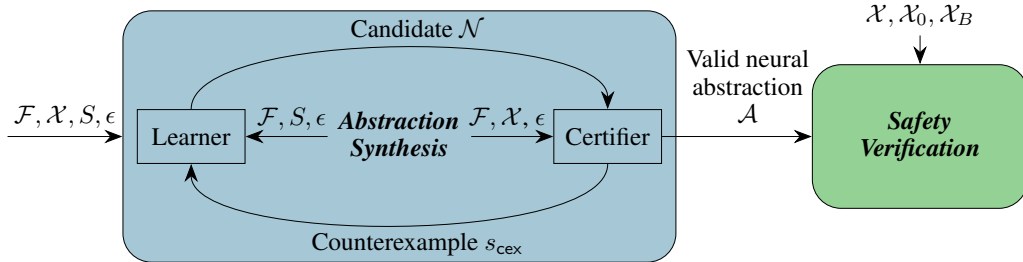 Candidate 𝒩
𝒳, 𝒳₀, 𝒳_B
Valid neural
abstraction
𝒜
ℱ, 𝒳, S, ϵ
Learner
ℱ, S, ϵ
Abstraction
Synthesis
ℱ, 𝒳, ϵ
Certifier
Safety
Verification
Counterexample s_cex